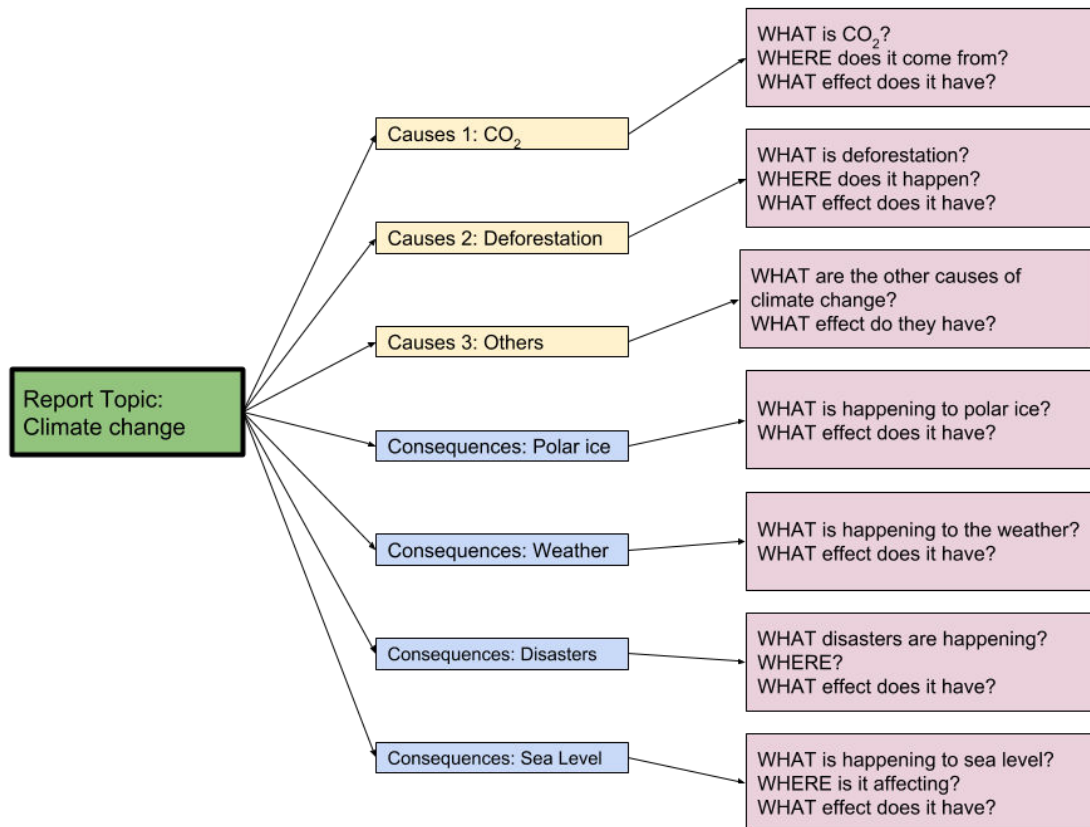 Report Topic:
Climate change
Causes 1: CO₂
WHAT is CO₂?
WHERE does it come from?
WHAT effect does it have?
Causes 2: Deforestation
WHAT is deforestation?
WHERE does it happen?
WHAT effect does it have?
Causes 3: Others
WHAT are the other causes of
climate change?
WHAT effect do they have?
Consequences: Polar ice
WHAT is happening to polar ice?
WHAT effect does it have?
Consequences: Weather
WHAT is happening to the weather?
WHAT effect does it have?
Consequences: Disasters
WHAT disasters are happening?
WHERE?
WHAT effect does it have?
Consequences: Sea Level
WHAT is happening to sea level?
WHERE is it affecting?
WHAT effect does it have?